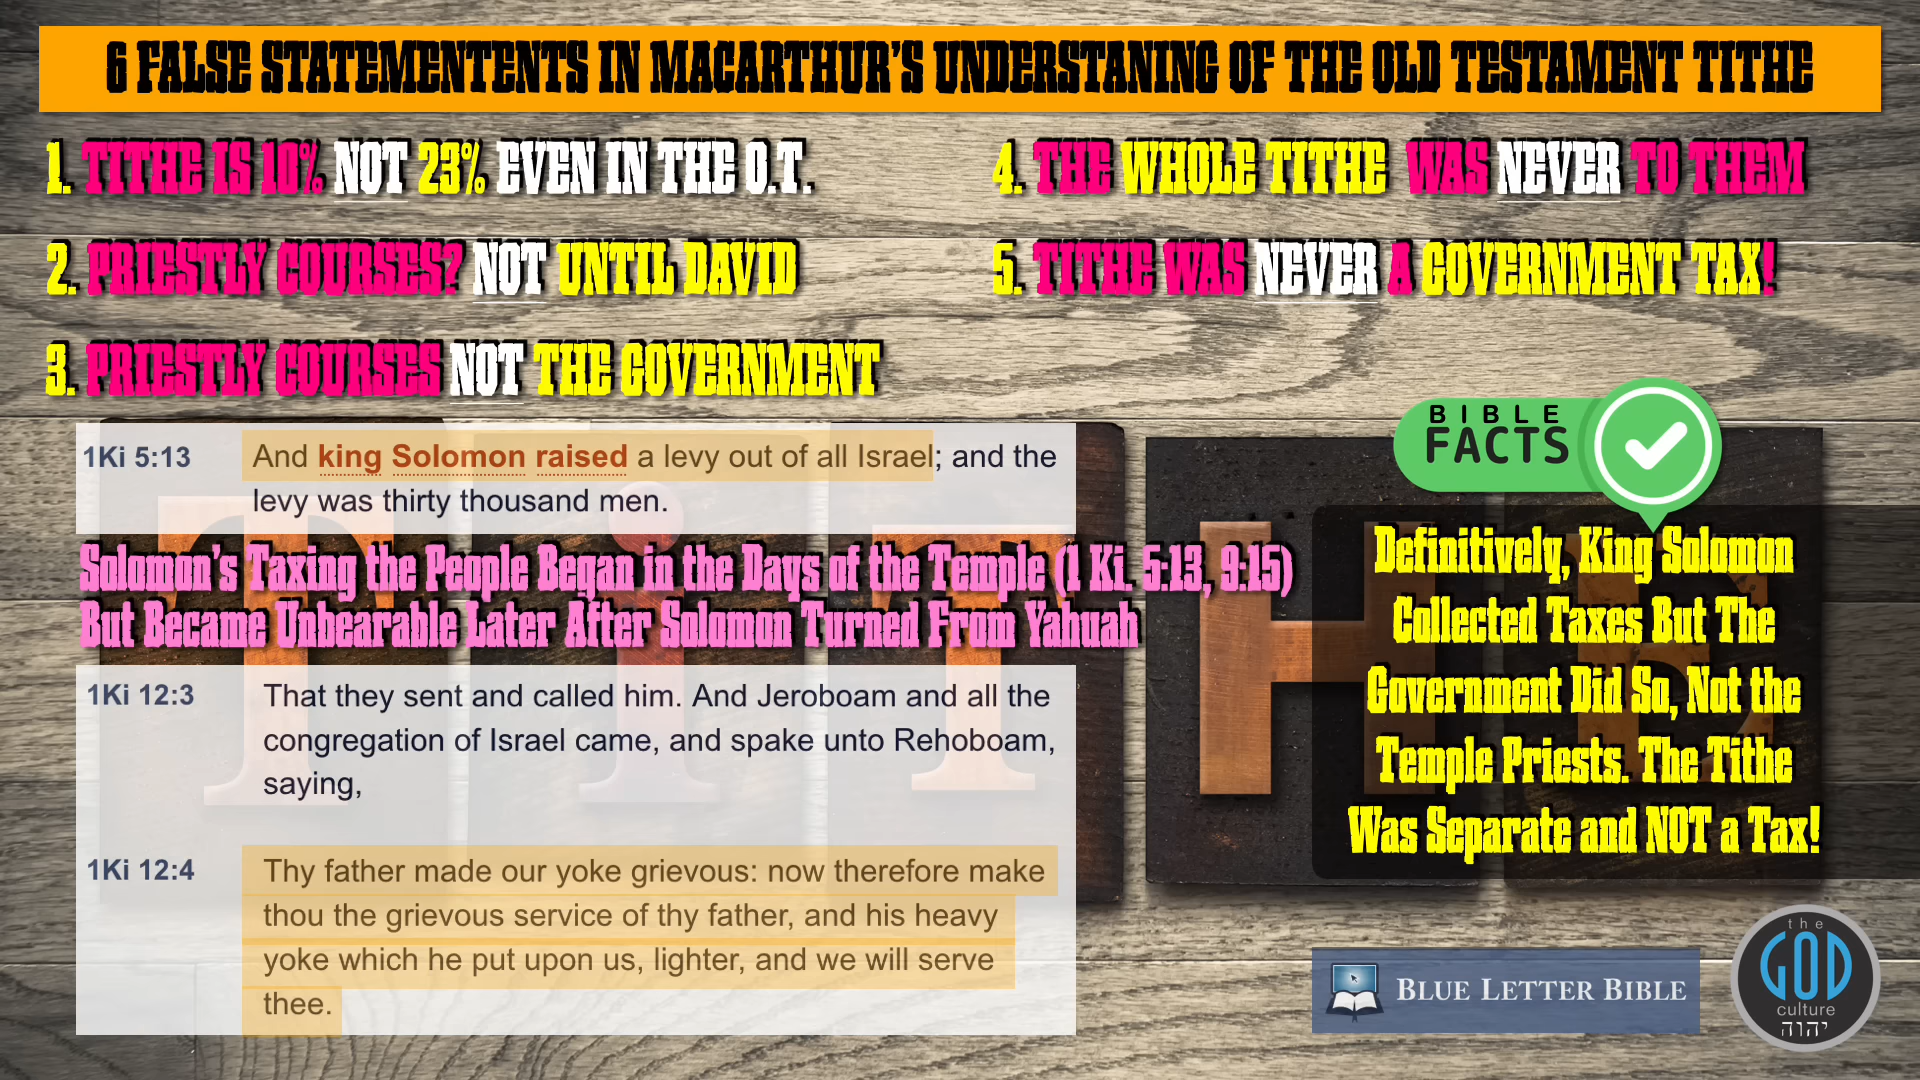 6 FALSE STATEMENTENTS IN MACARTHUR'S UNDERSTANING OF THE OLD TESTAMENT TITHE
1. TITHE IS 10% NOT 23% EVEN IN THE O.T.
2. PRIESTLY COURSES? NOT UNTIL DAVID
3. PRIESTLY COURSES NOT THE GOVERNMENT
4. THE WHOLE TITHE WAS NEVER TO THEM
5. TITHE WAS NEVER A GOVERNMENT TAX!
1Ki 5:13 And king Solomon raised a levy out of all Israel; and the
levy was thirty thousand men.
Solomon's Taxing the People Began in the Days of the Temple (1 Ki. 5:13, 9:15)
But Became Unbearable Later After Solomon Turned From Yahuah
1Ki 12:3 That they sent and called him. And Jeroboam and all the
congregation of Israel came, and spake unto Rehoboam,
saying,
1Ki 12:4 Thy father made our yoke grievous: now therefore make
thou the grievous service of thy father, and his heavy
yoke which he put upon us, lighter, and we will serve
thee.
BIBLE
FACTS
Definitively, King Solomon
Collected Taxes But The
Government Did So, Not the
Temple Priests. The Tithe
Was Separate and NOT a Tax!
TiTHE
BLUE LETTER BIBLE
the
GOD
culture
יהוה